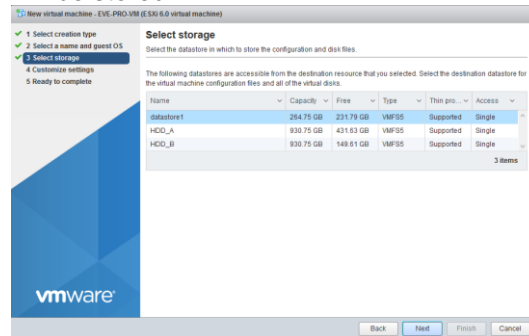 New virtual machine - EVE-PRO-VM (ESXi 6.0 virtual machine)
1 Select creation type
2 Select a name and guest OS
3 Select storage
4 Customize settings
5 Ready to complete
Select storage
Select the datastore in which to store the configuration and disk files.
The following datastores are accessible from the destination resource that you selected. Select the destination datastore for
the virtual machine configuration files and all of the virtual disks.
Name Capacity Free Type Thin pro... Access
datastore1 264.75 GB 231.79 GB VMFS5 Supported Single
HDD_A 930.75 GB 431.63 GB VMFS5 Supported Single
HDD_B 930.75 GB 149.61 GB VMFS5 Supported Single
3 items
vmware
Back Next Finish Cancel